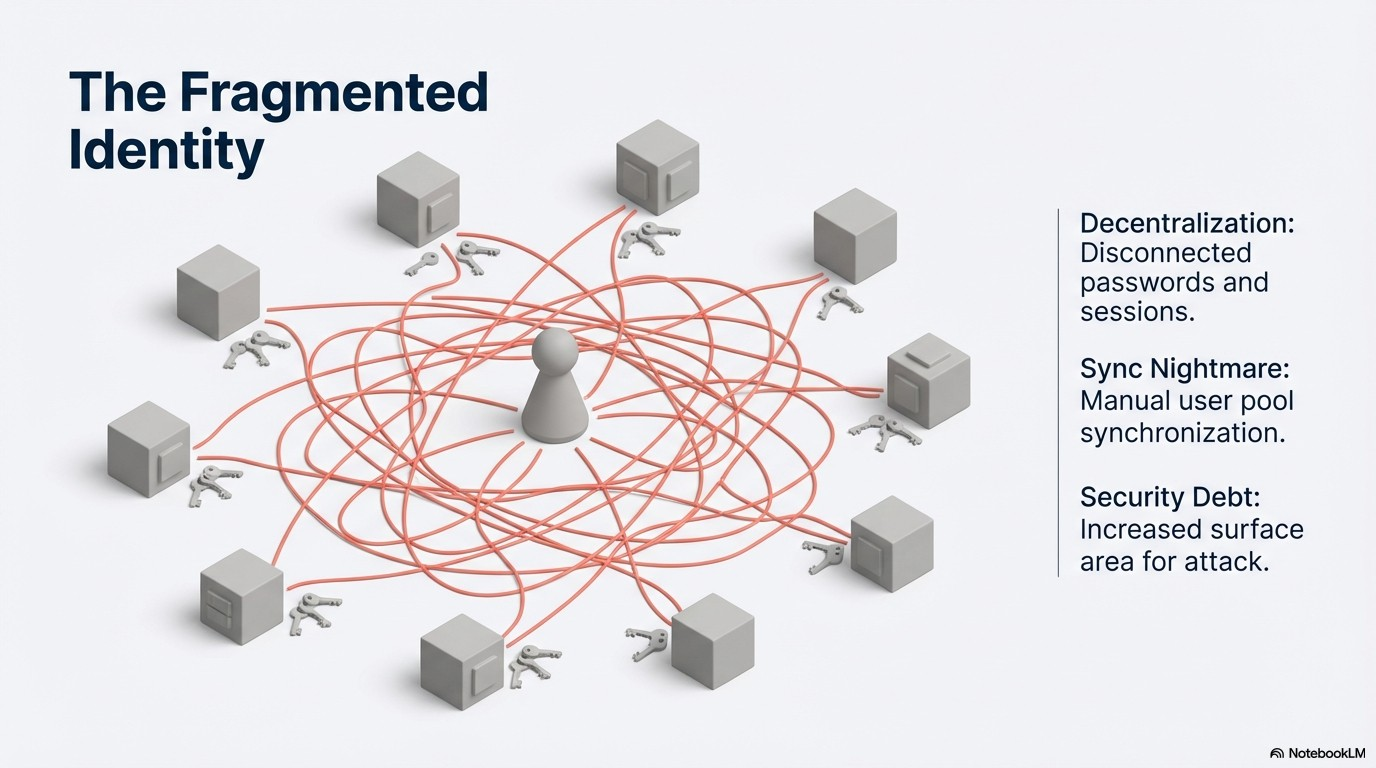 The Fragmented
Identity
Decentralization:
Disconnected
passwords and
sessions.
Sync Nightmare:
Manual user pool
synchronization.
Security Debt:
Increased surface
area for attack.
NotebookLM